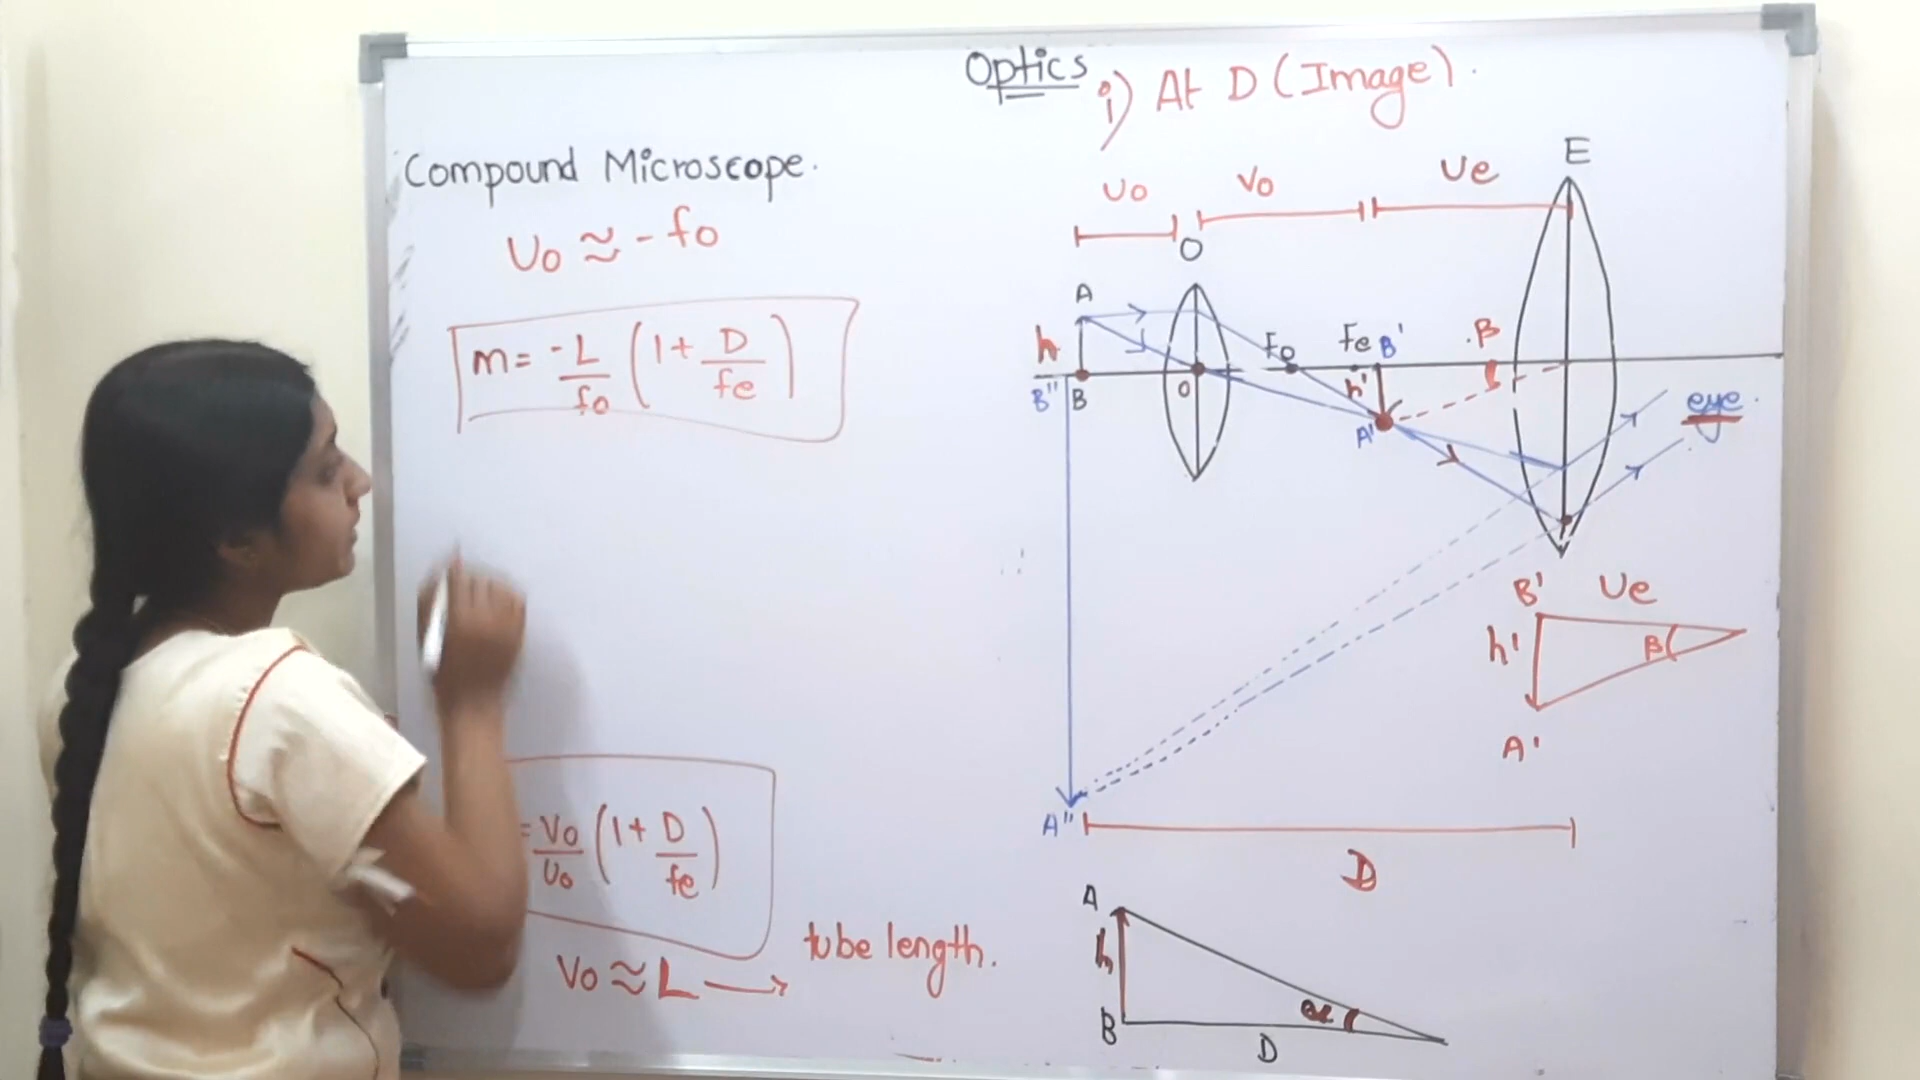 Optics
i) At D (Image).
Compound Microscope.
Uo ≈ - fo
m = -L/fo (1 + D/fe)
= Vo/Uo (1 + D/fe)
Vo ≈ L → tube length.
Uo
Vo
Ue
E
O
A
h
B"
B
O
Fo
Fe
B'
h'
A'
β
eye.
A"
D
B'
Ue
h'
β
A'
A
h
B
α
D